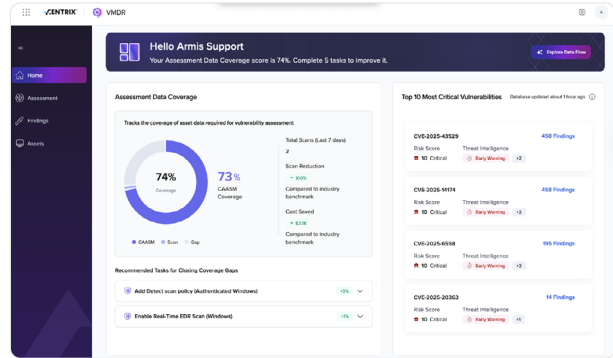 CENTRIX
VMDR
A
Home
Assessment
Findings
Assets
Hello Armis Support
Your Assessment Data Coverage score is 74%. Complete 5 tasks to improve it.
Explore Data Flow
Assessment Data Coverage
Tracks the coverage of asset data required for vulnerability assessment
74%
Coverage
73%
CAASM
Coverage
CAASM
Scan
Gap
Total Scans (Last 7 days)
2
Scan Reduction
100%
Compared to industry
benchmark
Cost Saved
Compared to industry
benchmark
Recommended Tasks for Closing Coverage Gaps
Add Detect scan policy (Authenticated Windows)
Enable Real-Time EDR Scan (Windows)
Top 10 Most Critical Vulnerabilities
Database updated about 1 hour ago
CVE-2025-43529
458 Findings
Risk Score
Threat Intelligence
10 Critical
Early Warning
+3
CVE-2025-14174
458 Findings
Risk Score
Threat Intelligence
10 Critical
Early Warning
+3
CVE-2025-6558
195 Findings
Risk Score
Threat Intelligence
10 Critical
Early Warning
+3
CVE-2025-20363
14 Findings
Risk Score
Threat Intelligence
10 Critical
Early Warning
+1